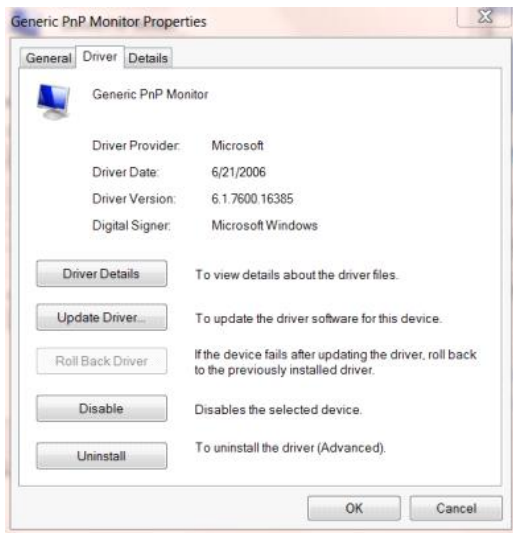 Generic PnP Monitor Properties
General Driver Details
Generic PnP Monitor
Driver Provider: Microsoft
Driver Date: 6/21/2006
Driver Version: 6.1.7600.16385
Digital Signer: Microsoft Windows
Driver Details To view details about the driver files.
Update Driver... To update the driver software for this device.
Roll Back Driver If the device fails after updating the driver, roll back
to the previously installed driver.
Disable Disables the selected device.
Uninstall To uninstall the driver (Advanced).
OK Cancel